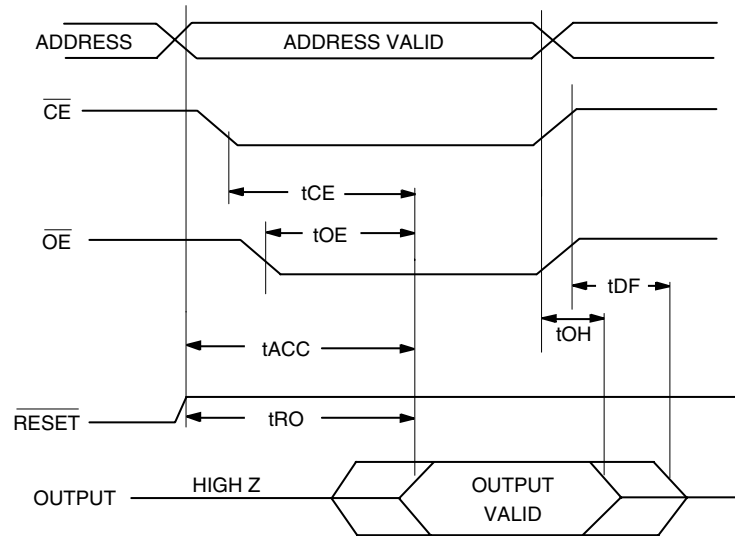 ADDRESS ADDRESS VALID
CE
tCE
OE tOE
tDF
tOH
tACC
RESET tRO
OUTPUT HIGH Z OUTPUT
VALID